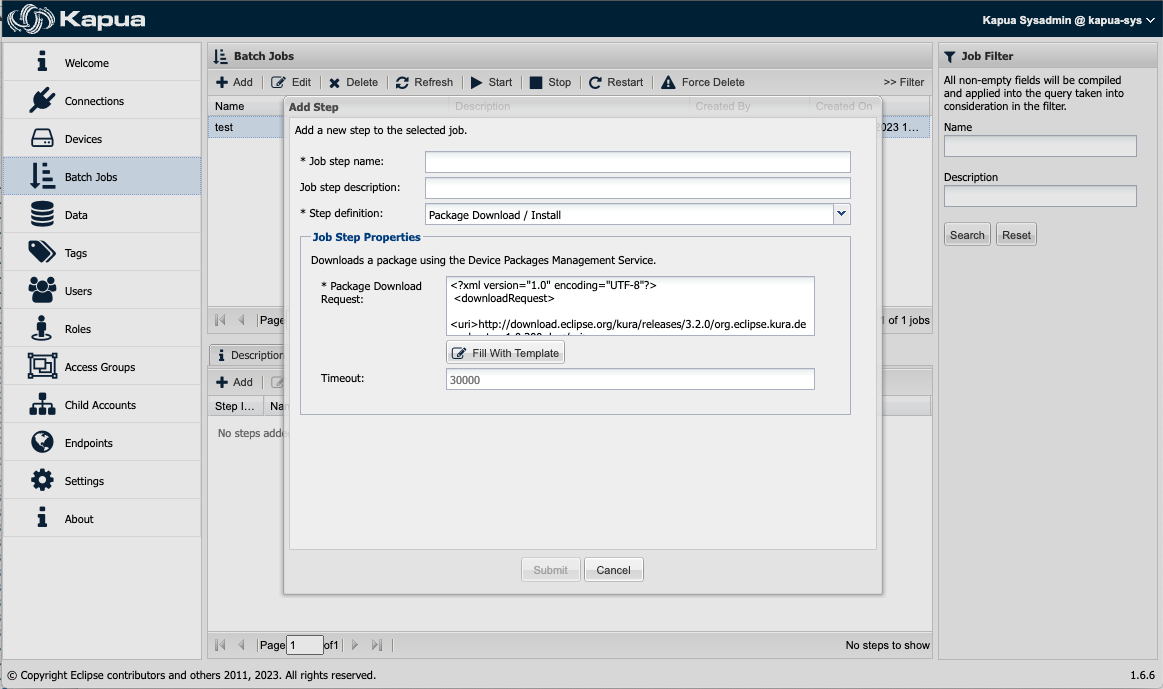 Kapua
Kapua Sysadmin @ kapua-sys
Welcome
Connections
Devices
Batch Jobs
Data
Tags
Users
Roles
Access Groups
Child Accounts
Endpoints
Settings
About
Batch Jobs
Add Edit Delete Refresh Start Stop Restart Force Delete >> Filter
Name Description Created By Created On
test 2023 1...
Add Step
Add a new step to the selected job.
* Job step name:
Job step description:
* Step definition: Package Download / Install
Job Step Properties
Downloads a package using the Device Packages Management Service.
* Package Download Request:
<?xml version="1.0" encoding="UTF-8"?>
<downloadRequest>
<uri>http://download.eclipse.org/kura/releases/3.2.0/org.eclipse.kura.de
Fill With Template
Timeout: 30000
Submit Cancel
Page 1 of 1 jobs
Description
Add
Step I... Na
No steps adde
Page 1 of1 No steps to show
Job Filter
All non-empty fields will be compiled
and applied into the query taken into
consideration in the filter.
Name
Description
Search Reset
© Copyright Eclipse contributors and others 2011, 2023. All rights reserved. 1.6.6